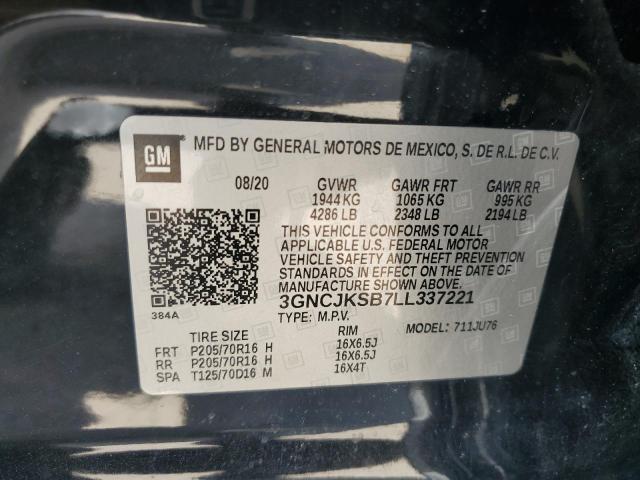 GM
MFD BY GENERAL MOTORS DE MEXICO, S. DE R.L. DE C.V.
08/20 GVWR GAWR FRT GAWR RR
1944 KG 1065 KG 995 KG
4286 LB 2348 LB 2194 LB
THIS VEHICLE CONFORMS TO ALL
APPLICABLE U.S. FEDERAL MOTOR
VEHICLE SAFETY AND THEFT PREVENTION
STANDARDS IN EFFECT ON THE DATE OF
MANUFACTURE SHOWN ABOVE.
3GNCJKSB7LL337221
384A TYPE: M.P.V. MODEL: 711JU76
TIRE SIZE RIM
FRT P205/70R16 H 16X6.5J
RR P205/70R16 H 16X6.5J
SPA T125/70D16 M 16X4T